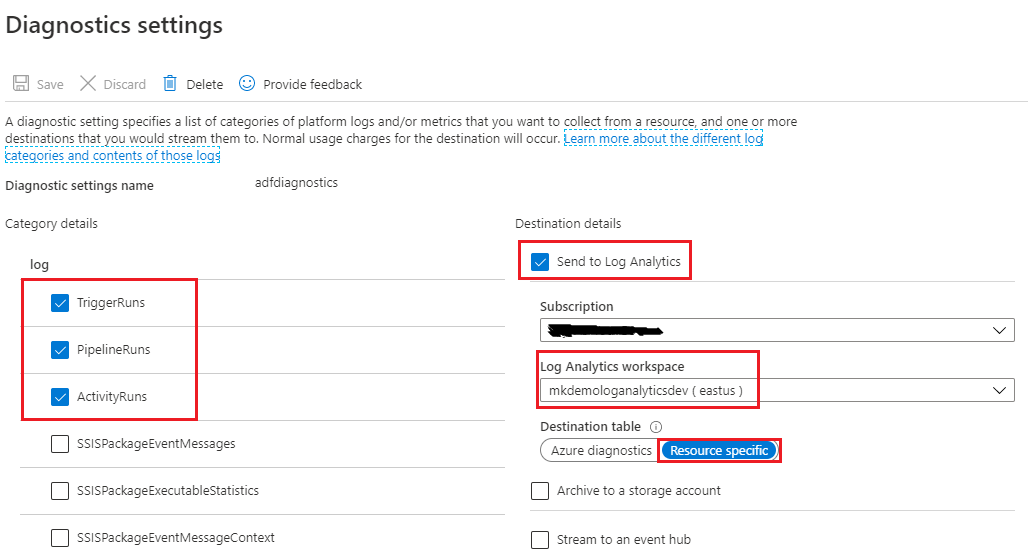 Diagnostics settings
Save Discard Delete Provide feedback
A diagnostic setting specifies a list of categories of platform logs and/or metrics that you want to collect from a resource, and one or more
destinations that you would stream them to. Normal usage charges for the destination will occur. Learn more about the different log
categories and contents of those logs
Diagnostic settings name adfdiagnostics
Category details
log
TriggerRuns
PipelineRuns
ActivityRuns
SSISPackageEventMessages
SSISPackageExecutableStatistics
SSISPackageEventMessageContext
Destination details
Send to Log Analytics
Subscription
Log Analytics workspace
mkdemologanalyticsdev ( eastus )
Destination table
Azure diagnostics Resource specific
Archive to a storage account
Stream to an event hub